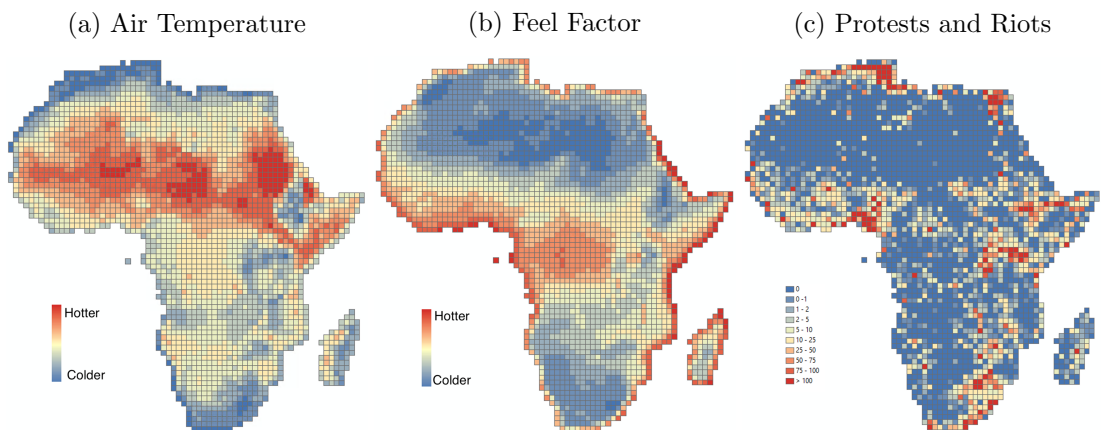 (a) Air Temperature
(b) Feel Factor
(c) Protests and Riots
Hotter
Colder
Hotter
Colder
0
0 - 1
1 - 2
2 - 5
5 - 10
10 - 25
25 - 50
50 - 75
75 - 100
> 100